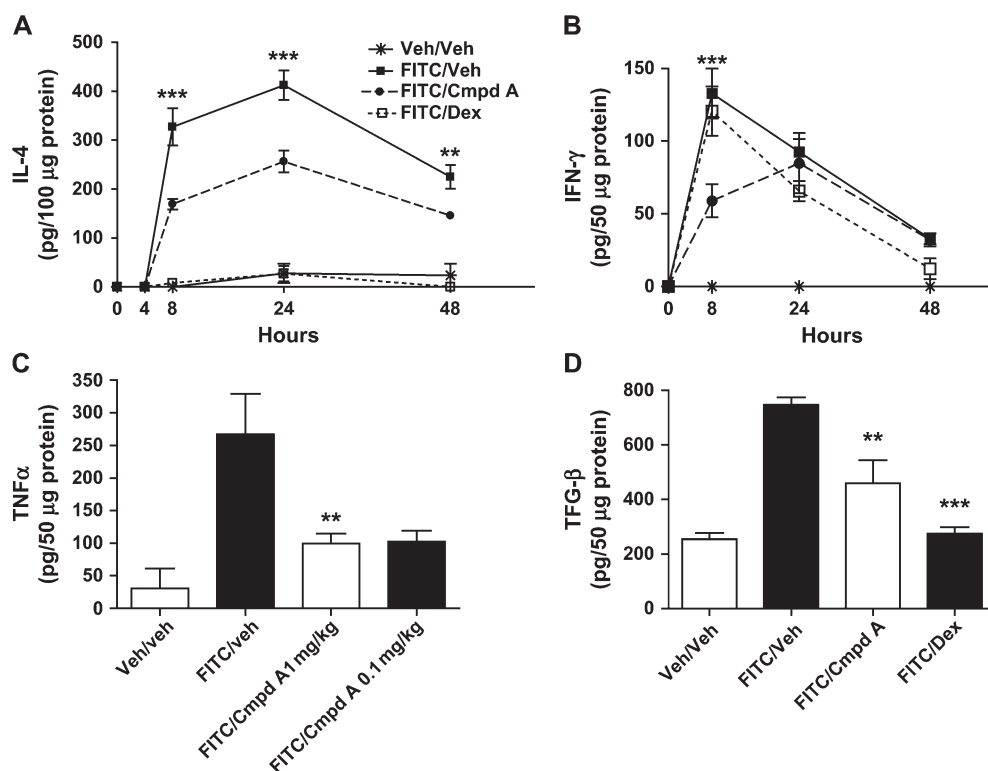 A
500
400
300
200
100
0
IL-4
(pg/100 μg protein)
***
***
**
Veh/Veh
FITC/Veh
FITC/Cmpd A
FITC/Dex
0 4 8 24 48
Hours
B
150
100
50
0
IFN-γ
(pg/50 μg protein)
***
0 8 24 48
Hours
C
350
300
250
200
150
100
50
0
TNFα
(pg/50 μg protein)
**
Veh/veh
FITC/veh
FITC/Cmpd A1 mg/kg
FITC/Cmpd A 0.1 mg/kg
D
800
600
400
200
0
TFG-β
(pg/50 μg protein)
**
***
Veh/Veh
FITC/Veh
FITC/Cmpd A
FITC/Dex